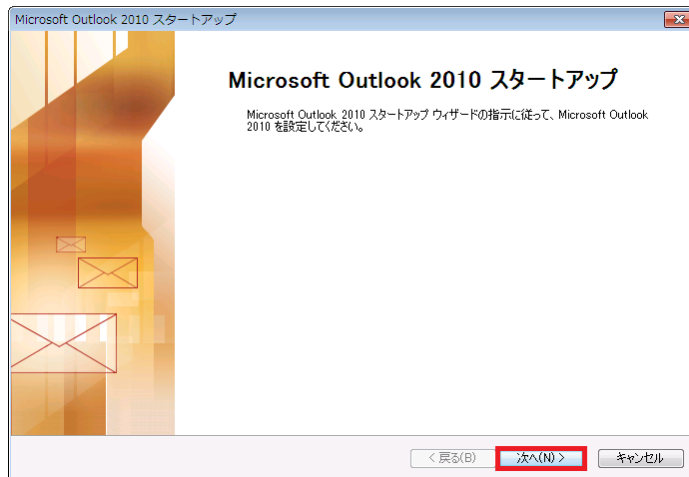 Microsoft Outlook 2010 スタートアップ
Microsoft Outlook 2010 スタートアップ
Microsoft Outlook 2010 スタートアップ ウィザードの指示に従って、Microsoft Outlook
2010 を設定してください。
< 戻る(B) 次へ(N) > キャンセル